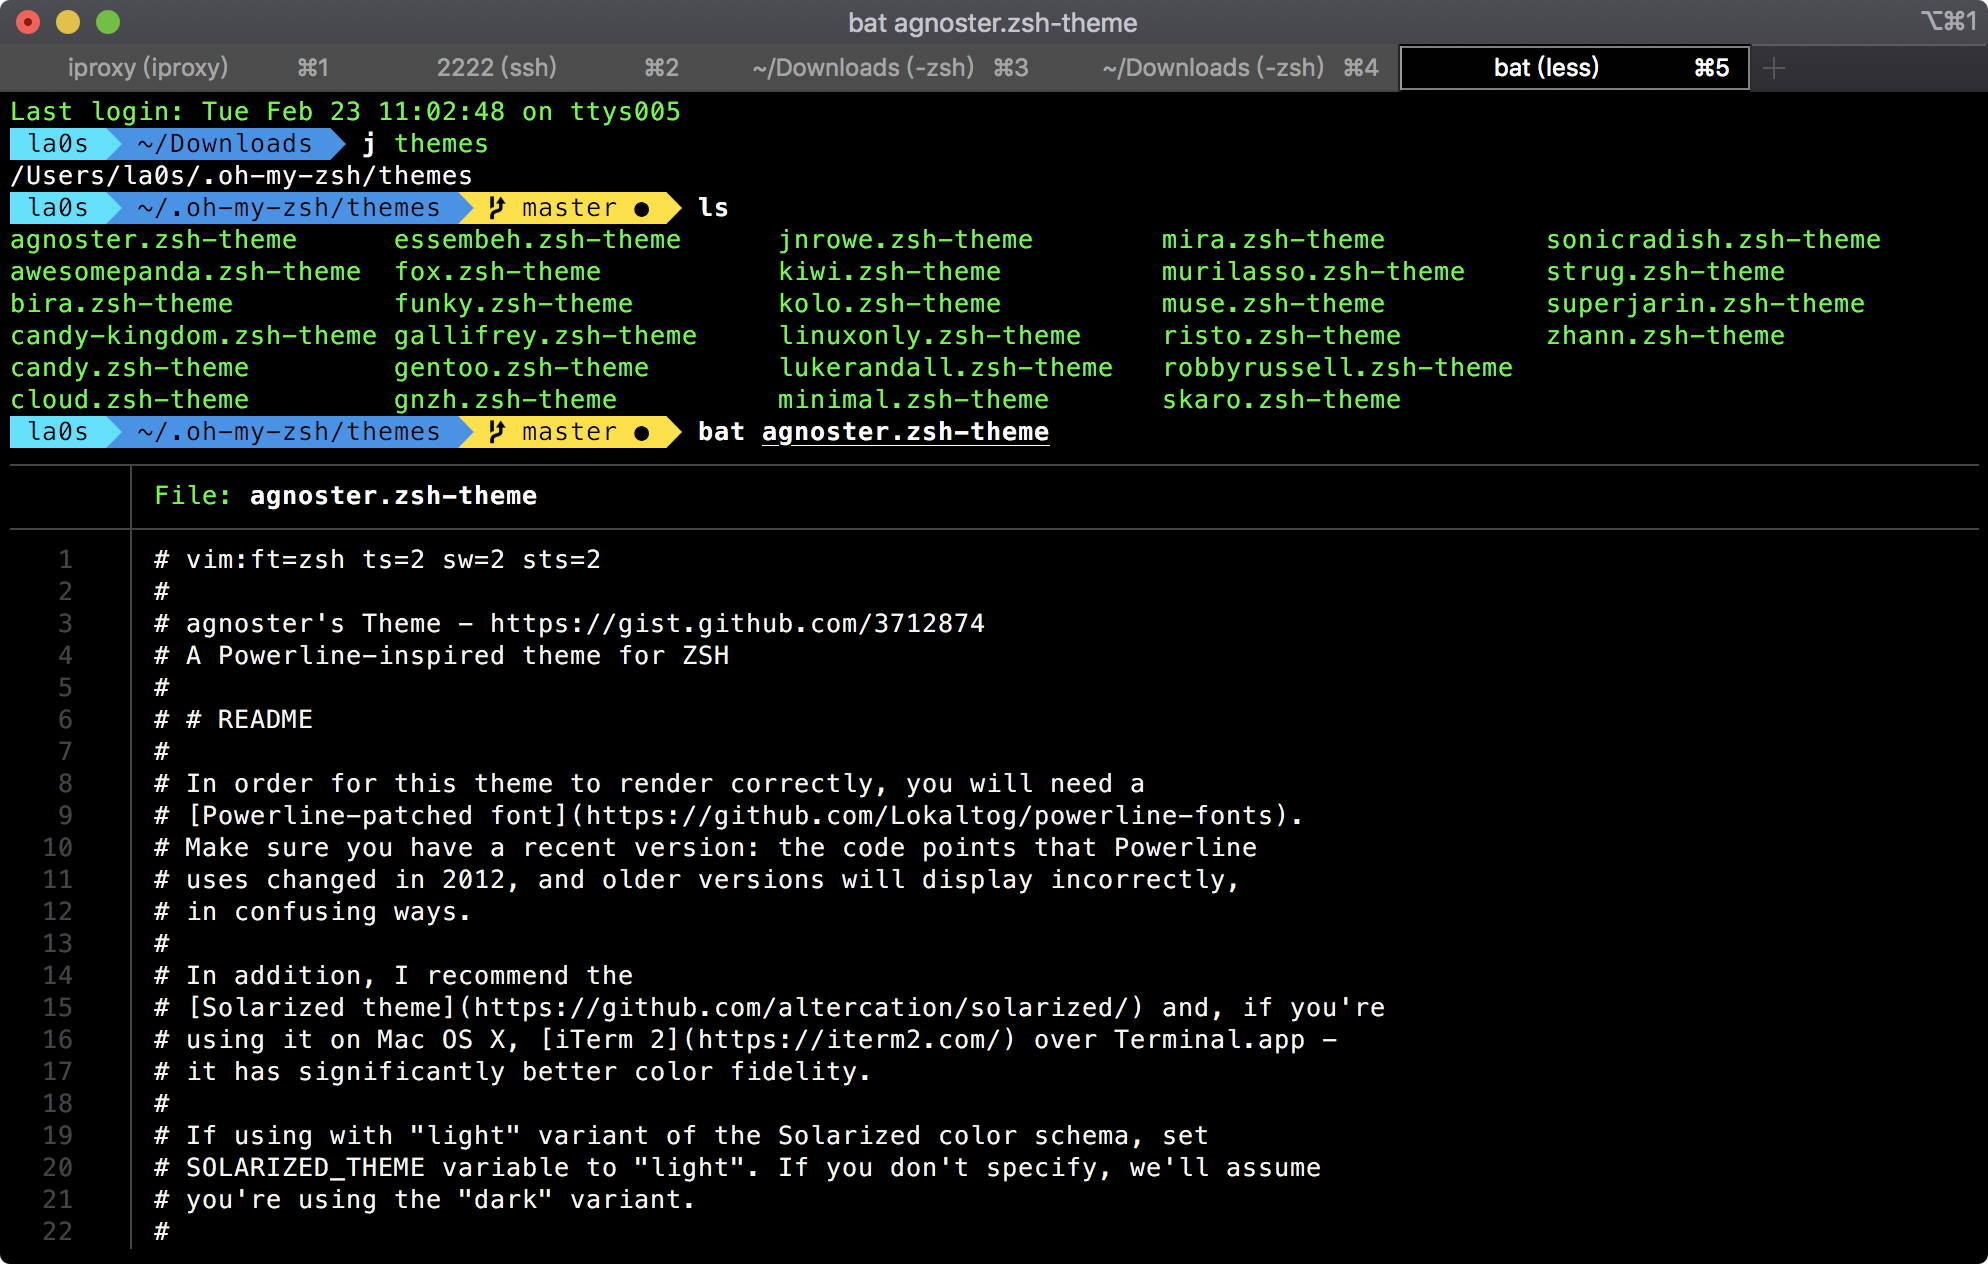 bat agnoster.zsh-theme ⌥⌘1
iproxy (iproxy) ⌘1 2222 (ssh) ⌘2 ~/Downloads (-zsh) ⌘3 ~/Downloads (-zsh) ⌘4 bat (less) ⌘5 +
Last login: Tue Feb 23 11:02:48 on ttys005
la0s ~/Downloads j themes
/Users/la0s/.oh-my-zsh/themes
la0s ~/.oh-my-zsh/themes master ● ls
agnoster.zsh-theme essembeh.zsh-theme jnrowe.zsh-theme mira.zsh-theme sonicradish.zsh-theme
awesomepanda.zsh-theme fox.zsh-theme kiwi.zsh-theme murilasso.zsh-theme strug.zsh-theme
bira.zsh-theme funky.zsh-theme kolo.zsh-theme muse.zsh-theme superjarin.zsh-theme
candy-kingdom.zsh-theme gallifrey.zsh-theme linuxonly.zsh-theme risto.zsh-theme zhann.zsh-theme
candy.zsh-theme gentoo.zsh-theme lukerandall.zsh-theme robbyrussell.zsh-theme
cloud.zsh-theme gnzh.zsh-theme minimal.zsh-theme skaro.zsh-theme
la0s ~/.oh-my-zsh/themes master ● bat agnoster.zsh-theme
File: agnoster.zsh-theme
1 # vim:ft=zsh ts=2 sw=2 sts=2
2 #
3 # agnoster's Theme - https://gist.github.com/3712874
4 # A Powerline-inspired theme for ZSH
5 #
6 # # README
7 #
8 # In order for this theme to render correctly, you will need a
9 # [Powerline-patched font](https://github.com/Lokaltog/powerline-fonts).
10 # Make sure you have a recent version: the code points that Powerline
11 # uses changed in 2012, and older versions will display incorrectly,
12 # in confusing ways.
13 #
14 # In addition, I recommend the
15 # [Solarized theme](https://github.com/altercation/solarized/) and, if you're
16 # using it on Mac OS X, [iTerm 2](https://iterm2.com/) over Terminal.app -
17 # it has significantly better color fidelity.
18 #
19 # If using with "light" variant of the Solarized color schema, set
20 # SOLARIZED_THEME variable to "light". If you don't specify, we'll assume
21 # you're using the "dark" variant.
22 #